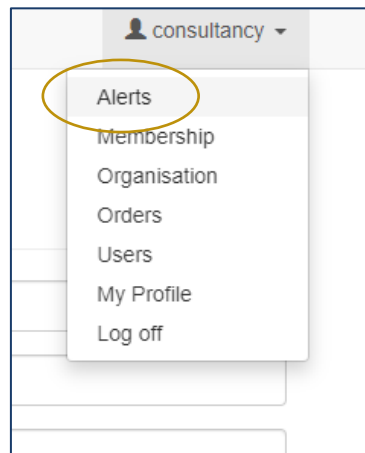 consultancy
Alerts
Membership
Organisation
Orders
Users
My Profile
Log off